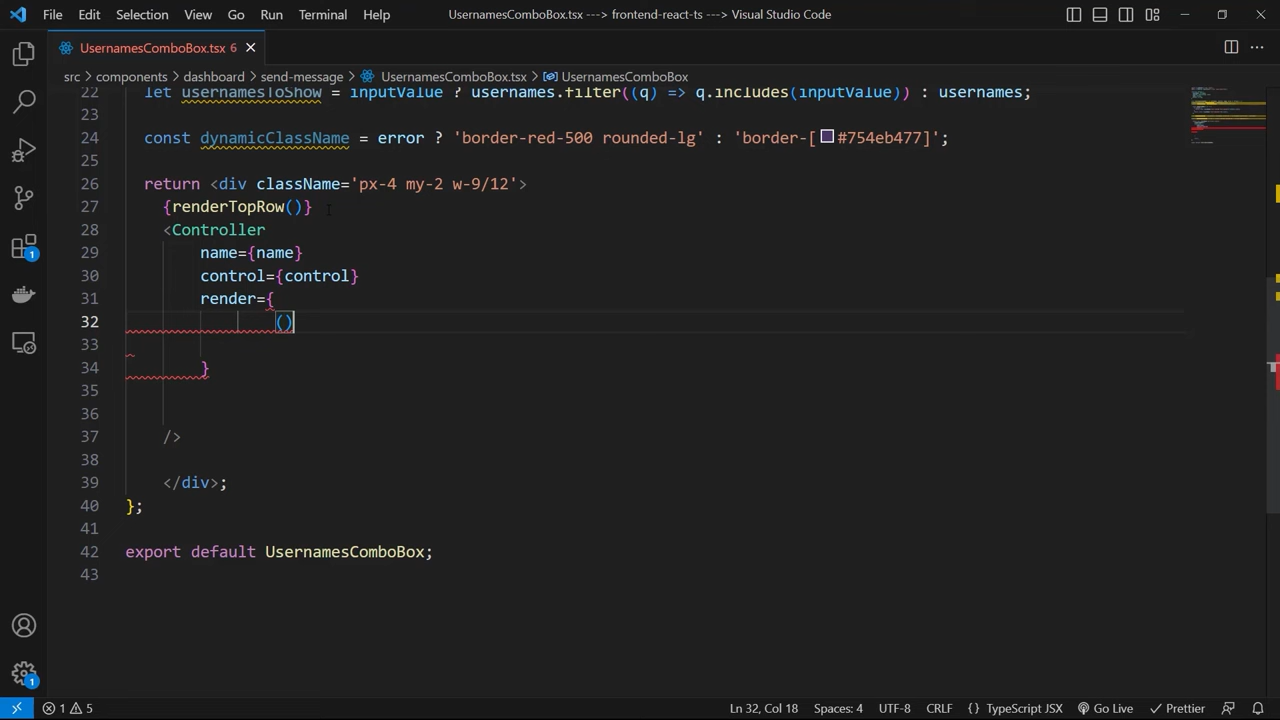 File Edit Selection View Go Run Terminal Help UsernamesComboBox.tsx ---> frontend-react-ts ---> Visual Studio Code
UsernamesComboBox.tsx 6
src > components > dashboard > send-message > UsernamesComboBox.tsx > UsernamesComboBox
22 let usernamesToShow = inputValue ? usernames.filter((q) => q.includes(inputValue)) : usernames;
23
24 const dynamicClassName = error ? 'border-red-500 rounded-lg' : 'border-[#754eb477]';
25
26 return <div className='px-4 my-2 w-9/12'>
27 {renderTopRow()}
28 <Controller
29 name={name}
30 control={control}
31 render={
32 ()
33
34 }
35
36
37 />
38
39 </div>;
40 };
41
42 export default UsernamesComboBox;
43
1
1
1 5 Ln 32, Col 18 Spaces: 4 UTF-8 CRLF {} TypeScript JSX Go Live Prettier